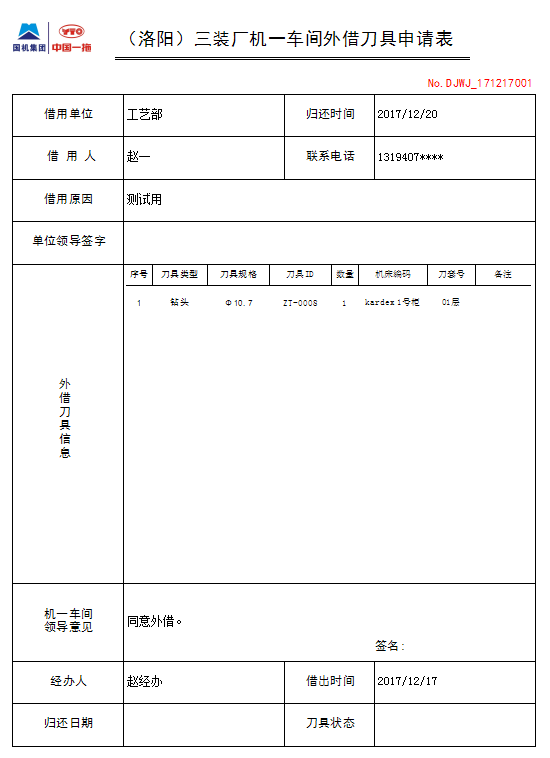 国机集团 中国一拖
YTO
（洛阳）三装厂机一车间外借刀具申请表
No.DJWJ_171217001
借用单位 工艺部 归还时间 2017/12/20
借 用 人 赵一 联系电话 1319407****
借用原因 测试用
单位领导签字
序号 刀具类型 刀具规格 刀具ID 数量 机床编码 刀套号 备注
1 钻头 Φ10.7 ZT-0008 1 kardex1号柜 01层
外借刀具信息
机一车间
领导意见
同意外借。
签名:
经办人 赵经办 借出时间 2017/12/17
归还日期 刀具状态